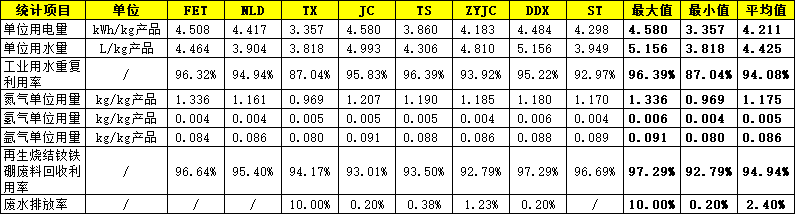 统计项目 单位 FET NLD TX JC TS ZYJC DDX ST 最大值 最小值 平均值
单位用电量 kWh/kg产品 4.508 4.417 3.357 4.580 3.860 4.183 4.484 4.298 4.580 3.357 4.211
单位用水量 L/kg产品 4.464 3.904 3.818 4.993 4.306 4.810 5.156 3.949 5.156 3.818 4.425
工业用水重复
利用率 / 96.32% 94.94% 87.04% 95.83% 96.39% 93.92% 95.22% 92.97% 96.39% 87.04% 94.08%
氮气单位用量 kg/kg产品 1.336 1.161 0.969 1.207 1.190 1.185 1.180 1.170 1.336 0.969 1.175
氢气单位用量 kg/kg产品 0.004 0.004 0.005 0.005 0.005 0.004 0.006 0.005 0.006 0.004 0.005
氩气单位用量 kg/kg产品 0.084 0.086 0.080 0.091 0.088 0.086 0.088 0.089 0.091 0.080 0.086
再生烧结钕铁
硼废料回收利
用率 / 96.64% 95.40% 94.17% 93.01% 93.50% 92.79% 97.29% 96.69% 97.29% 92.79% 94.94%
废水排放率 / / / 10.00% 0.20% 0.38% 1.23% 0.20% / 10.00% 0.20% 2.40%